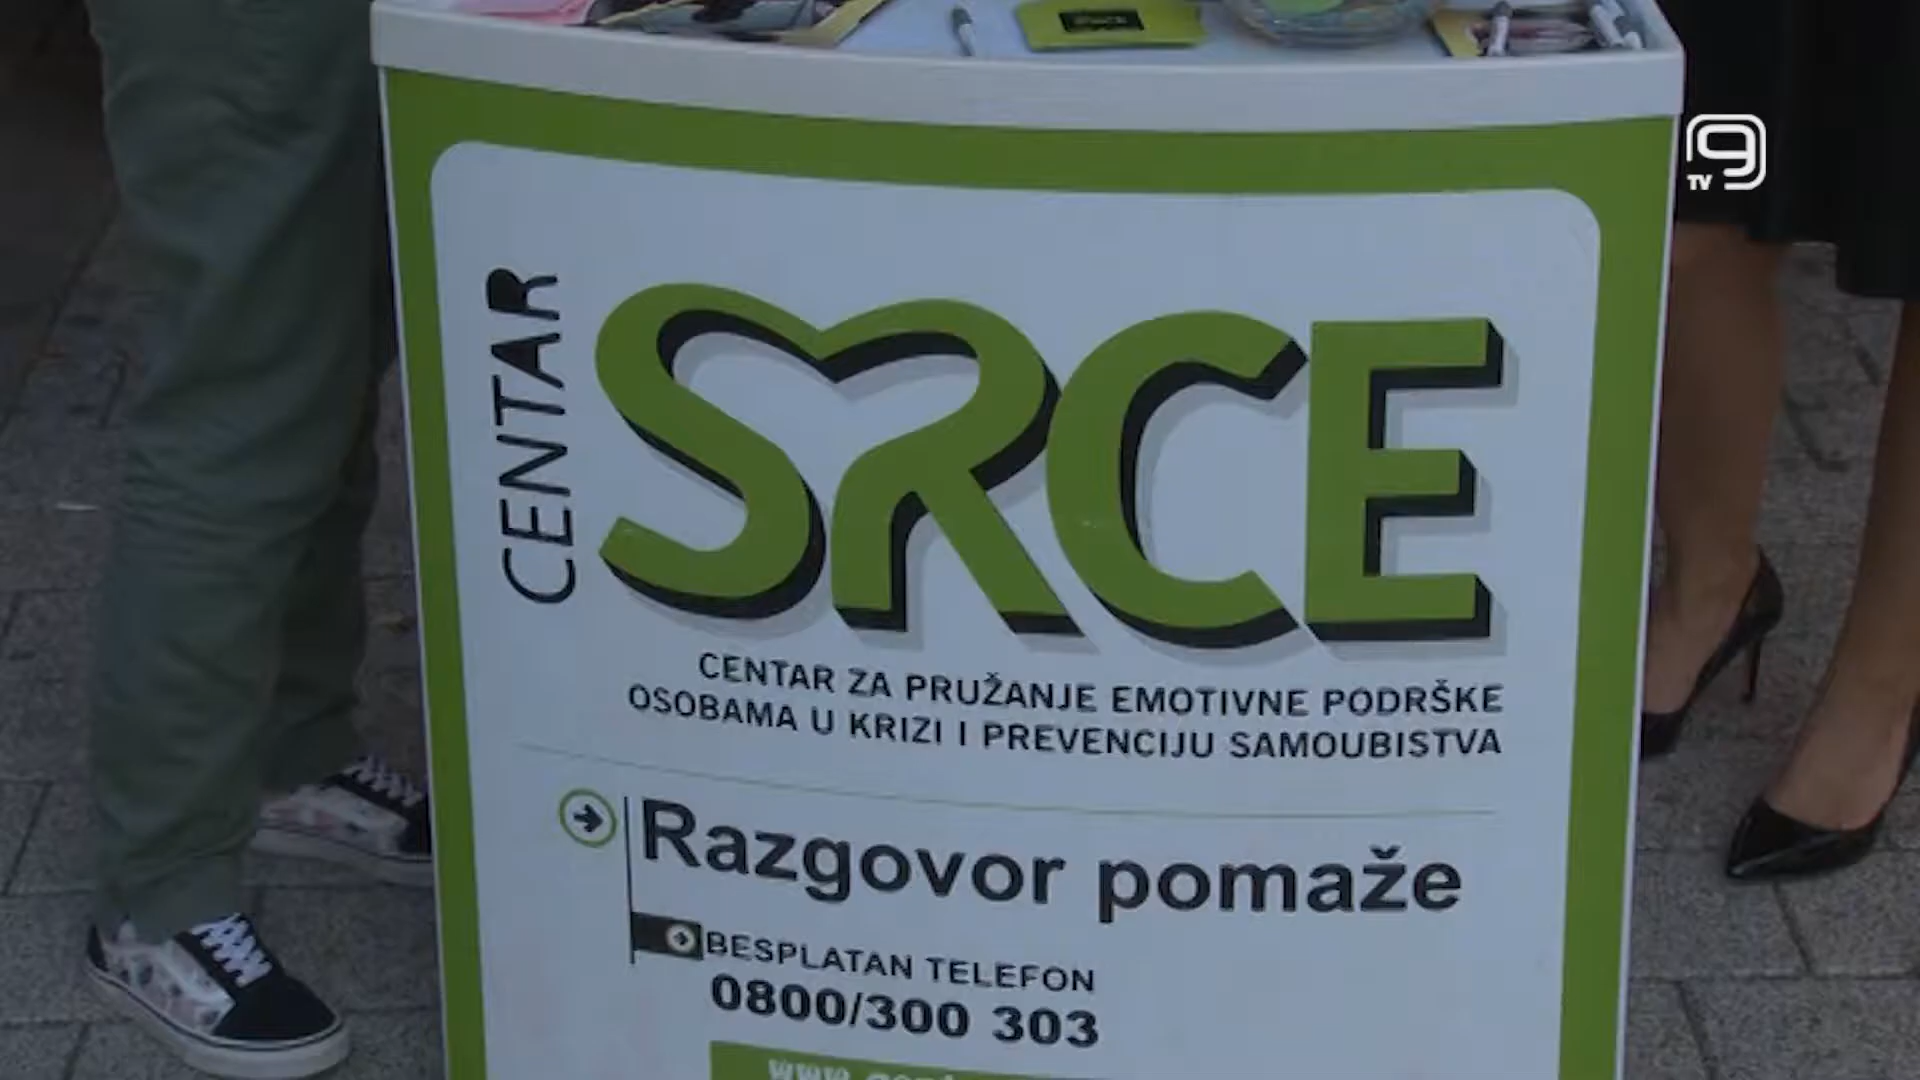 TV 9
CENTAR
SRCE
CENTAR ZA PRUŽANJE EMOTIVNE PODRŠKE
OSOBAMA U KRIZI I PREVENCIJU SAMOUBISTVA
Razgovor pomaže
BESPLATAN TELEFON
0800/300 303